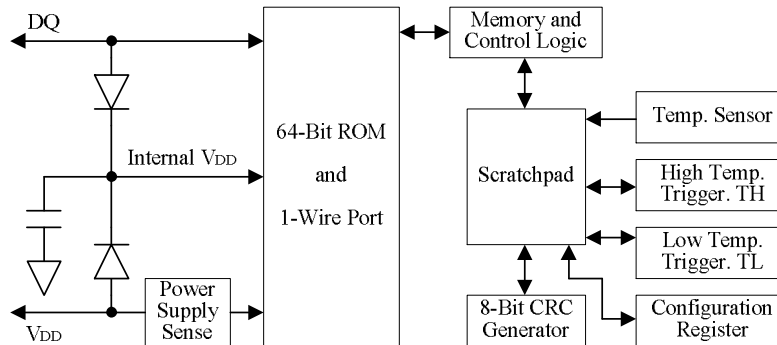 DQ
Internal VDD
Power
Supply
Sense
VDD
64-Bit ROM
and
1-Wire Port
Memory and
Control Logic
Scratchpad
8-Bit CRC
Generator
Temp. Sensor
High Temp.
Trigger. TH
Low Temp.
Trigger. TL
Configuration
Register